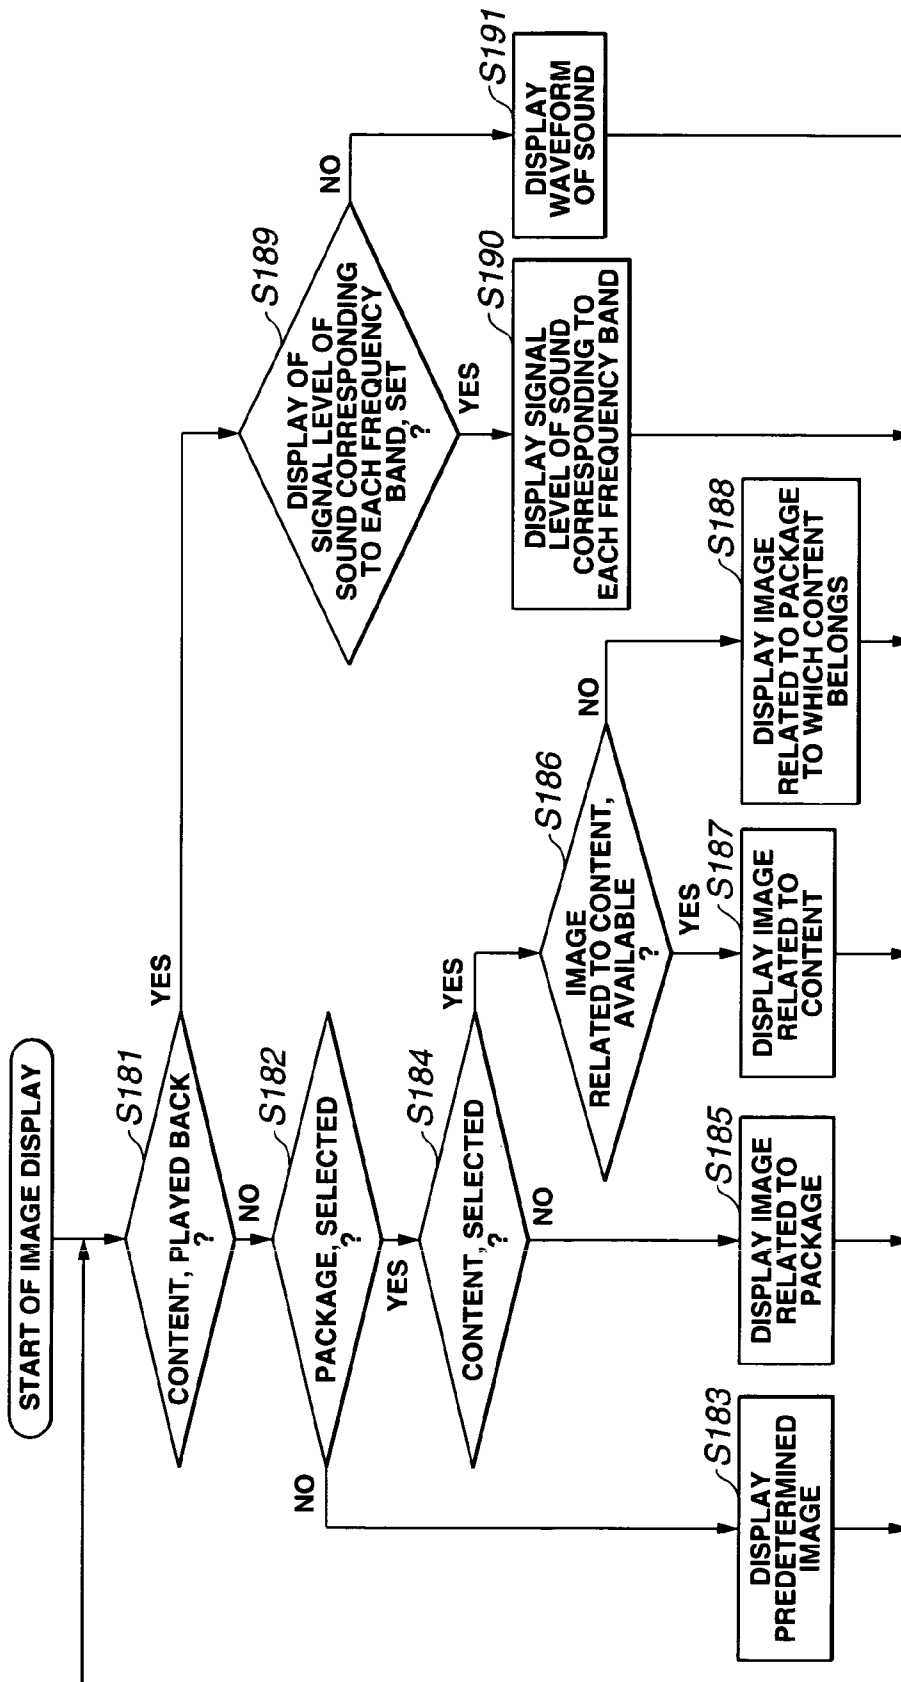 START OF IMAGE DISPLAY
S181
CONTENT, PLAYED BACK
?
YES
NO
S182
PACKAGE, SELECTED
?
NO
YES
S184
CONTENT, SELECTED
?
YES
NO
S189
DISPLAY OF
SIGNAL LEVEL OF
SOUND CORRESPONDING
TO EACH FREQUENCY
BAND, SET
?
NO
YES
S186
IMAGE
RELATED TO CONTENT,
AVAILABLE
?
NO
YES
S183
DISPLAY
PREDETERMINED
IMAGE
S185
DISPLAY IMAGE
RELATED TO
PACKAGE
S187
DISPLAY IMAGE
RELATED TO
CONTENT
S188
DISPLAY IMAGE
RELATED TO PACKAGE
TO WHICH CONTENT
BELONGS
S190
DISPLAY SIGNAL
LEVEL OF SOUND
CORRESPONDING TO
EACH FREQUENCY BAND
S191
DISPLAY
WAVEFORM
OF SOUND